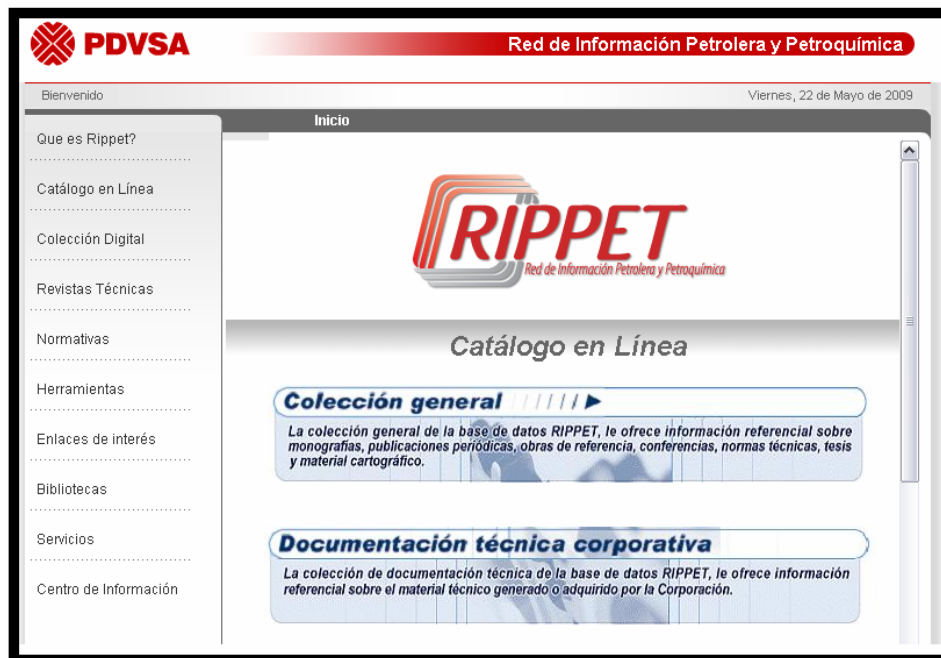 PDVSA
Red de Información Petrolera y Petroquímica
Bienvenido
Viernes, 22 de Mayo de 2009
Inicio
Que es Rippet?
Catálogo en Línea
Colección Digital
Revistas Técnicas
Normativas
Herramientas
Enlaces de interés
Bibliotecas
Servicios
Centro de Información
RIPPET
Red de Información Petrolera y Petroquímica
Catálogo en Línea
Colección general
La colección general de la base de datos RIPPET, le ofrece información referencial sobre
monografías, publicaciones periódicas, obras de referencia, conferencias, normas técnicas, tesis
y material cartográfico.
Documentación técnica corporativa
La colección de documentación técnica de la base de datos RIPPET, le ofrece información
referencial sobre el material técnico generado o adquirido por la Corporación.